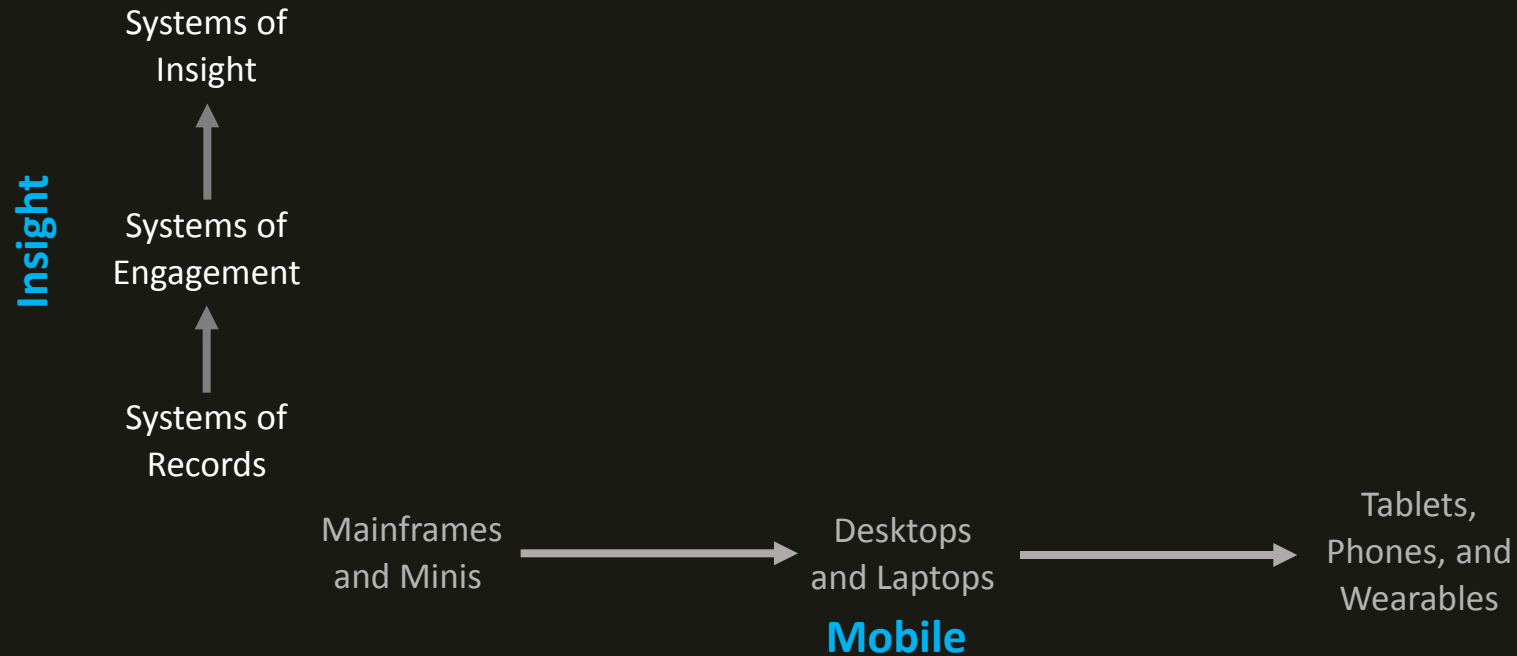 Systems of
Insight
Insight
Systems of
Engagement
Systems of
Records
Mainframes
and Minis
Desktops
and Laptops
Tablets,
Phones, and
Wearables
Mobile